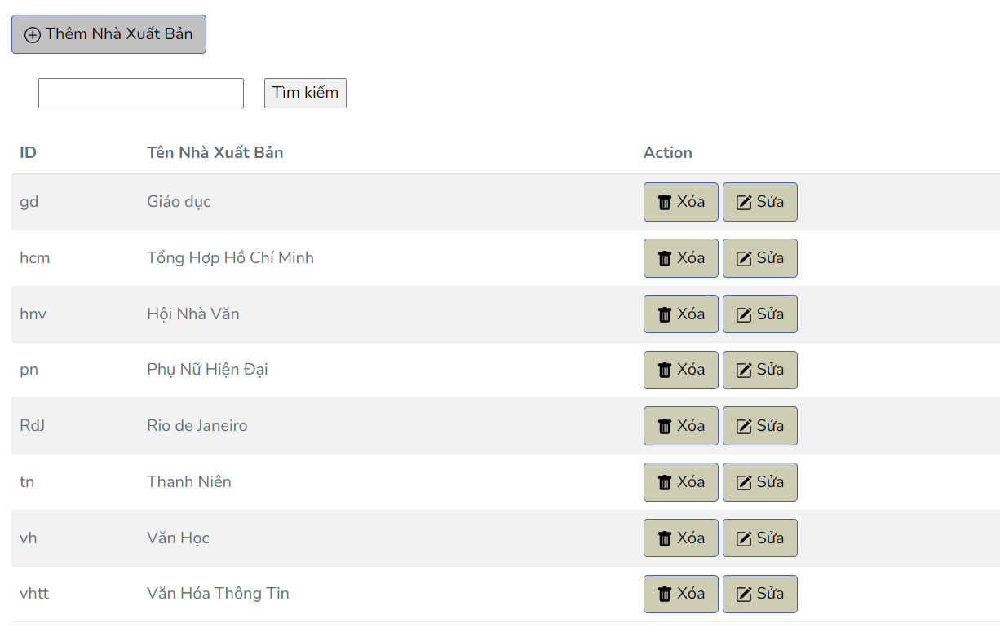 Thêm Nhà Xuất Bản
Tìm kiếm
ID Tên Nhà Xuất Bản Action
gd Giáo dục Xóa Sửa
hcm Tổng Hợp Hồ Chí Minh Xóa Sửa
hnv Hội Nhà Văn Xóa Sửa
pn Phụ Nữ Hiện Đại Xóa Sửa
RdJ Rio de Janeiro Xóa Sửa
tn Thanh Niên Xóa Sửa
vh Văn Học Xóa Sửa
vhtt Văn Hóa Thông Tin Xóa Sửa